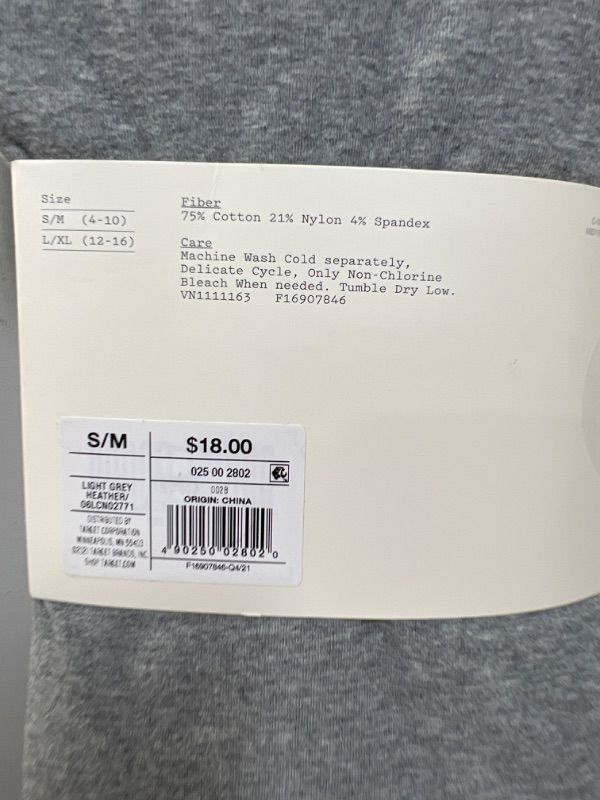 Size
S/M (4-10)
L/XL (12-16)
Fiber
75% Cotton 21% Nylon 4% Spandex
Care
Machine Wash Cold separately,
Delicate Cycle, Only Non-Chlorine
Bleach When needed. Tumble Dry Low.
VN1111163 F16907846
S/M
$18.00
025 00 2802
LIGHT GREY
HEATHER/
08LCN02771
0028
ORIGIN: CHINA
DISTRIBUTED BY
TARGET CORPORATION
MINNEAPOLIS, MN 55403
©2021 TARGET BRANDS, INC
SHOP TARGET.COM
4 90250 02802 0
F16907846-Q4/21